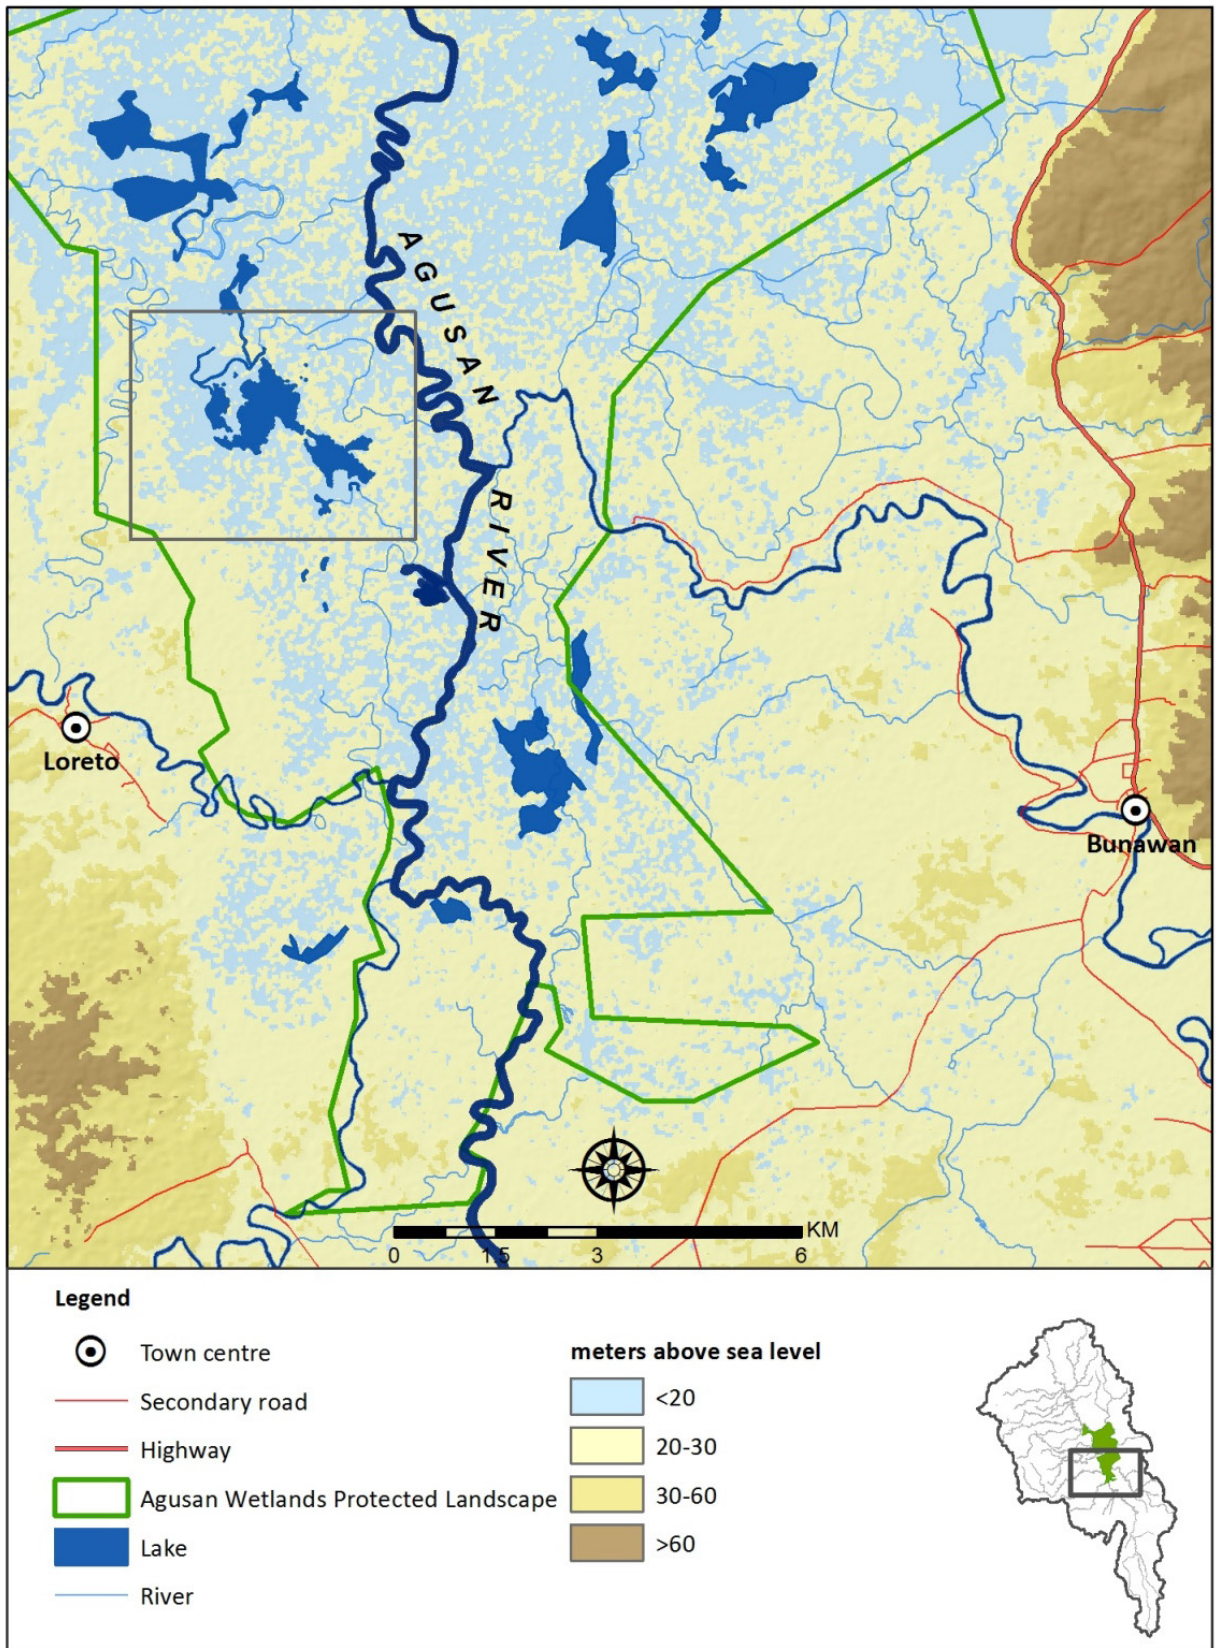 AGUSAN
RIVER
Loreto
Bunawan
KM
0 1.5 3 6
Legend
Town centre
Secondary road
Highway
Agusan Wetlands Protected Landscape
Lake
River
meters above sea level
<20
20-30
30-60
>60